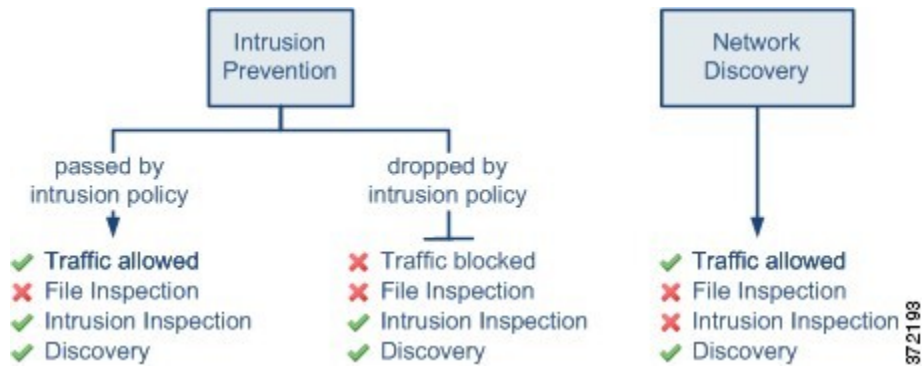 Intrusion
Prevention
Network
Discovery
passed by
intrusion policy
dropped by
intrusion policy
Traffic allowed
File Inspection
Intrusion Inspection
Discovery
Traffic blocked
File Inspection
Intrusion Inspection
Discovery
Traffic allowed
File Inspection
Intrusion Inspection
Discovery
372193